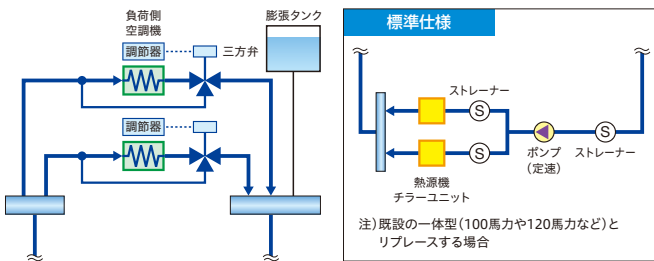 負荷側
空調機
膨張タンク
調節器
三方弁
調節器
標準仕様
ストレーナー
S
S
S
ポンプ
(定速)
ストレーナー
熱源機
チラーユニット
注)既設の一体型(100馬力や120馬力など)と
リプレースする場合